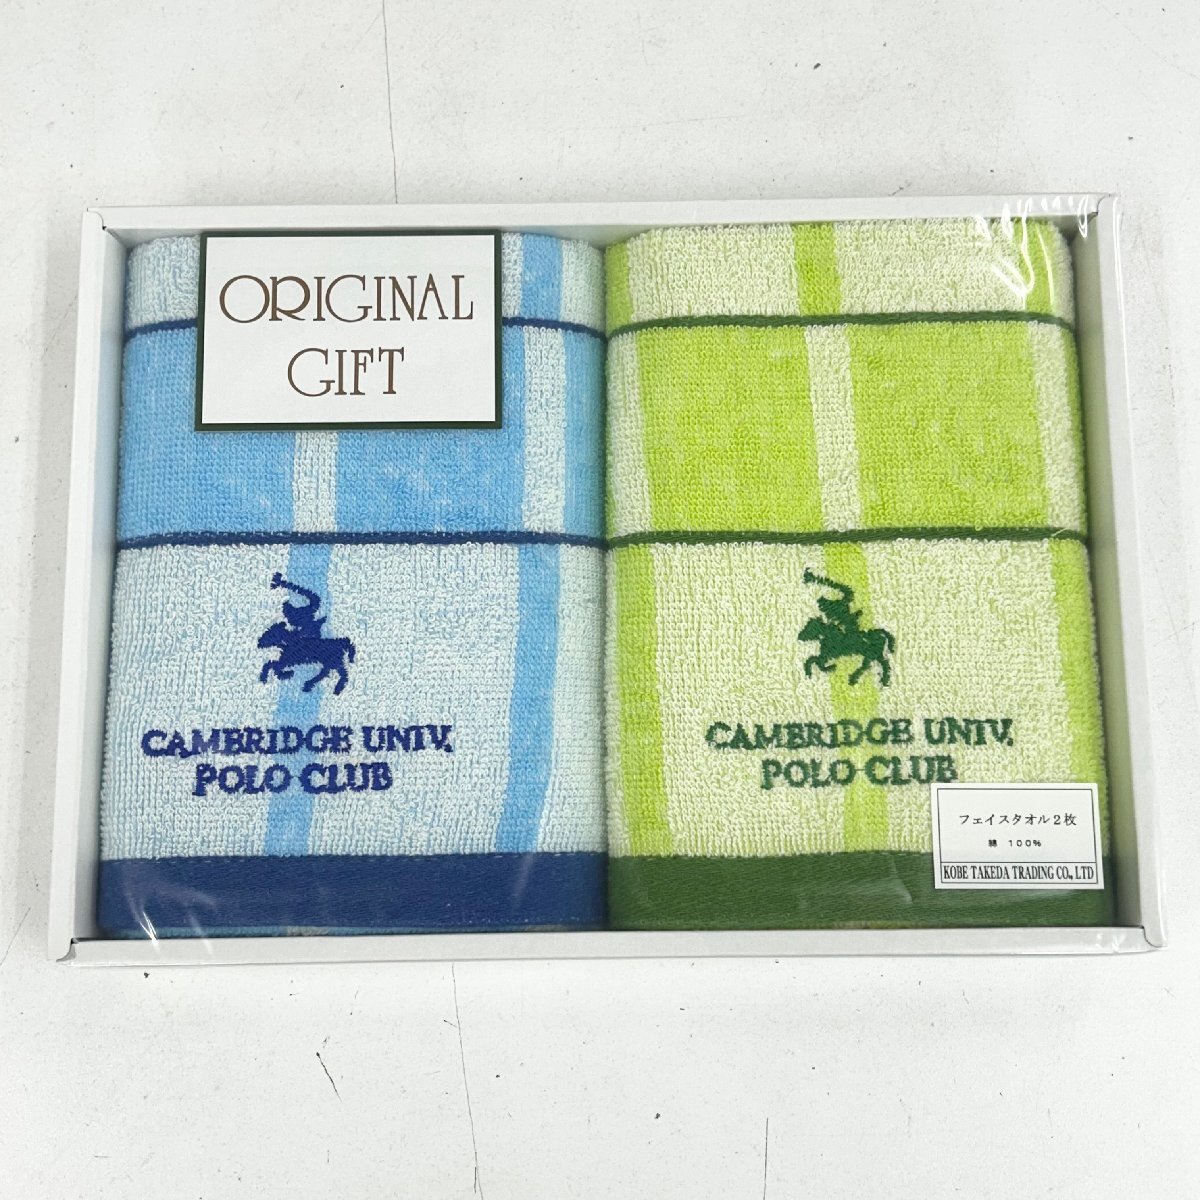 ORIGINAL
GIFT
CAMBRIDGE UNIV.
POLO CLUB
CAMBRIDGE UNIV.
POLO CLUB
フェイスタオル2枚
綿 100%
KOBE TAKEDA TRADING CO., LTD